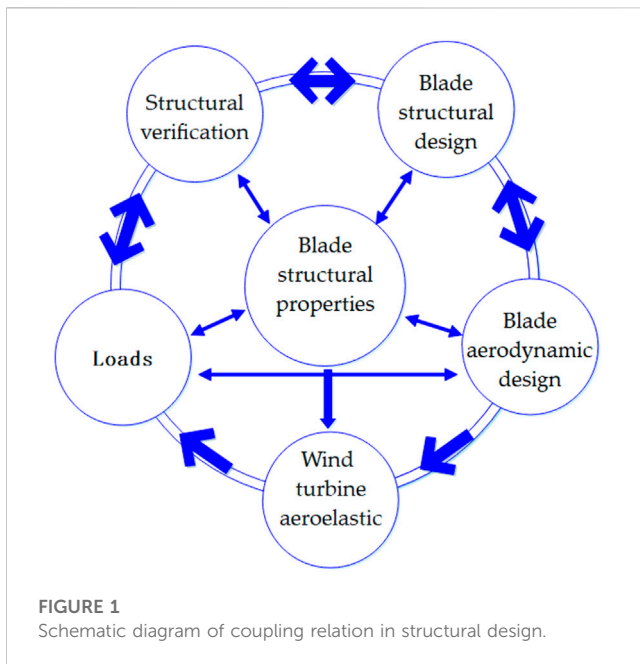 Structural
verification
Blade
structural
design
Blade
structural
properties
Loads
Blade
aerodynamic
design
Wind
turbine
aeroelastic
FIGURE 1
Schematic diagram of coupling relation in structural design.